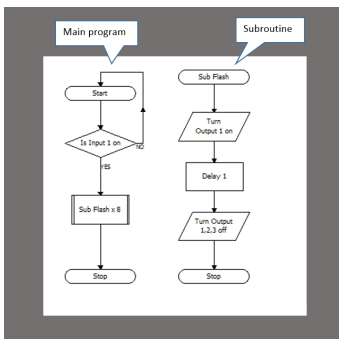 Main program
Subroutine
Start
Is Input 1 on
NO
YES
Sub Flash x 8
Stop
Sub Flash
Turn
Output 1 on
Delay 1
Turn Output
1,2,3 off
Stop